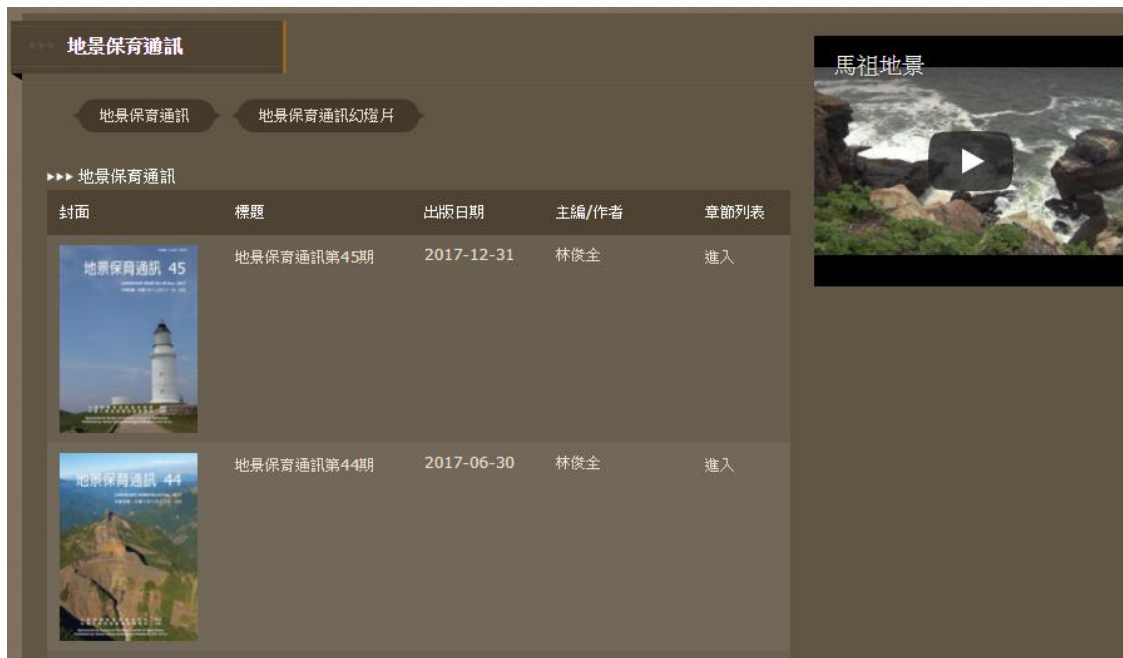 地景保育通訊
地景保育通訊
地景保育通訊幻燈片
地景保育通訊
封面 標題 出版日期 主編/作者 章節列表
地景保育通訊 45
地景保育通訊第45期 2017-12-31 林俊全 進入
地景保育通訊 44
地景保育通訊第44期 2017-06-30 林俊全 進入
馬祖地景